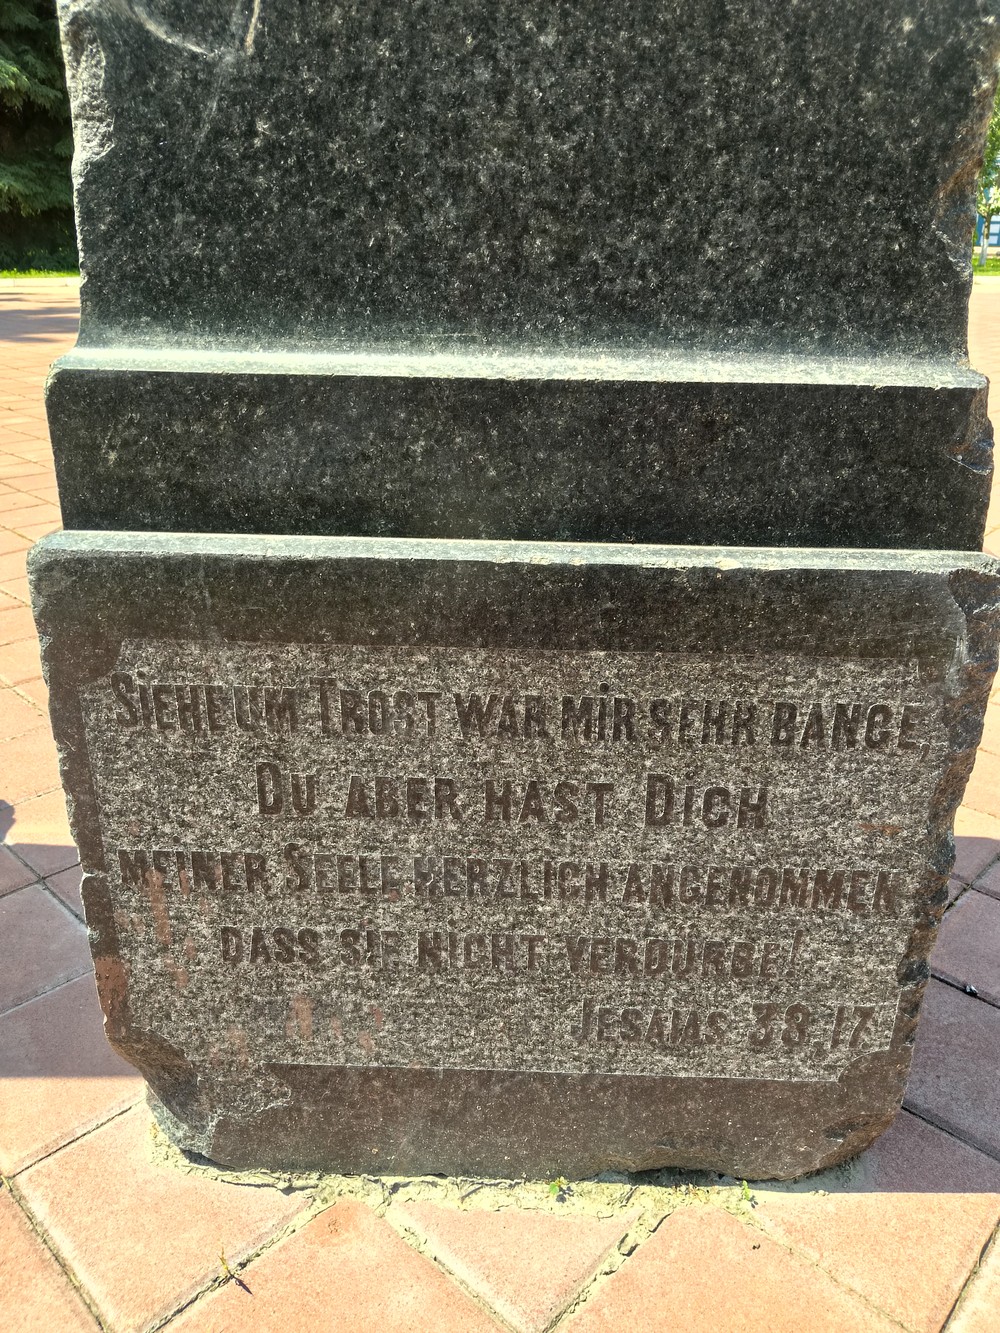 Siehe um Trost war mir sehr bange,
Du aber hast Dich
meiner Seele herzlich angenommen
dass sie nicht verdurbe!
Jesaias 38,17.